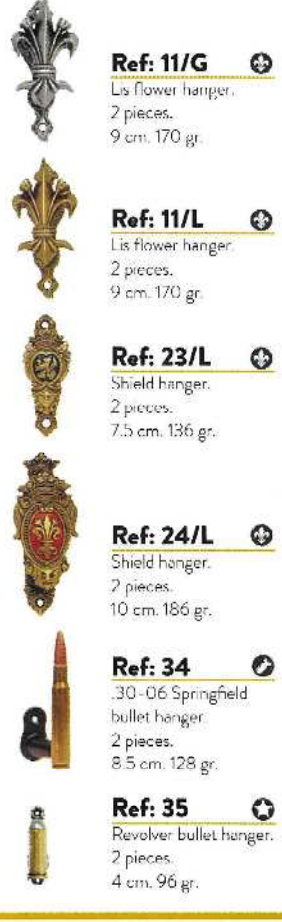 Ref: 11/G
Lis flower hanger.
2 pieces.
9 cm. 170 gr.
Ref: 11/L
Lis flower hanger.
2 pieces.
9 cm. 170 gr.
Ref: 23/L
Shield hanger.
2 pieces.
7.5 cm. 136 gr.
Ref: 24/L
Shield hanger.
2 pieces.
10 cm. 186 gr.
Ref: 34
.30-06 Springfield
bullet hanger.
2 pieces.
8.5 cm. 128 gr.
Ref: 35
Revolver bullet hanger.
2 pieces.
4 cm. 96 gr.